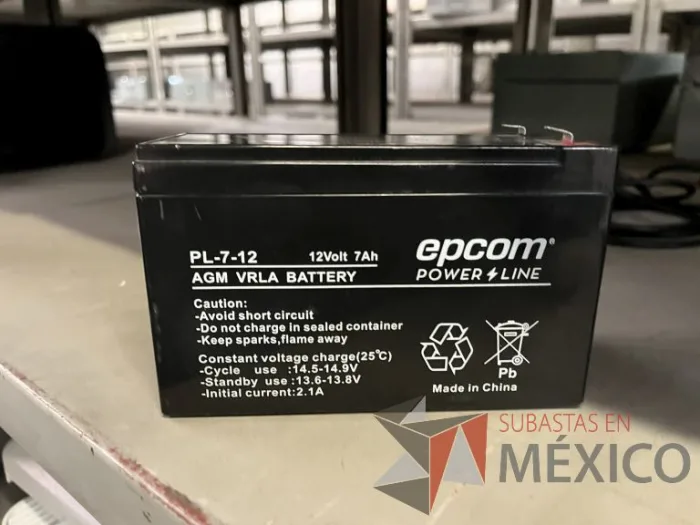 PL-7-12 12Volt 7Ah
AGM VRLA BATTERY
epcom®
POWER LINE
Caution:
-Avoid short circuit
-Do not charge in sealed container
-Keep sparks,flame away
Constant voltage charge(25℃)
-Cycle use :14.5-14.9V
-Standby use :13.6-13.8V
-Initial current:2.1A
Pb
Made in China
SUBASTAS EN
MÉXICO